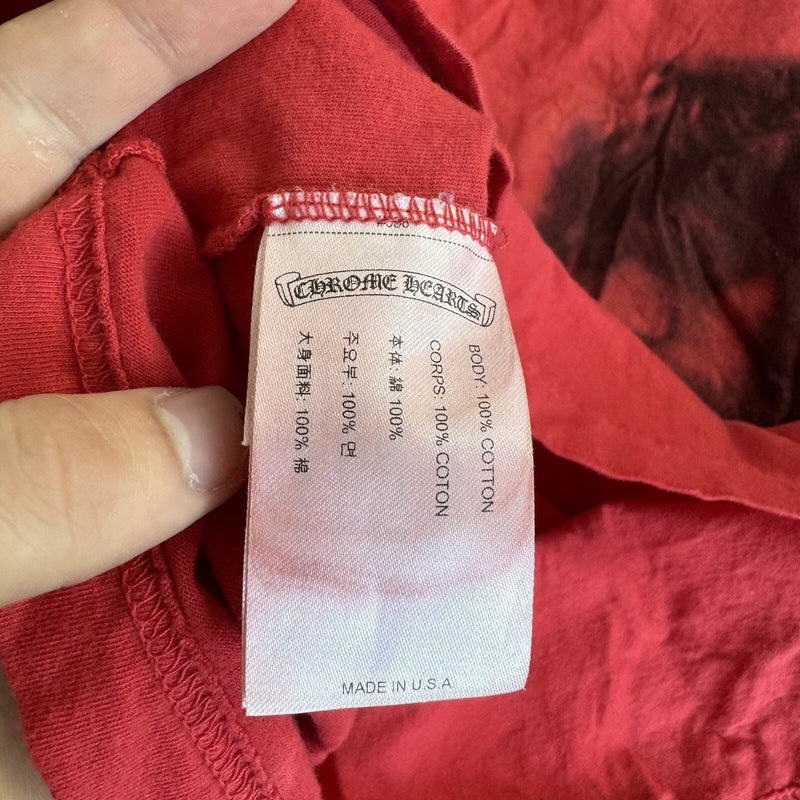 CHROME HEARTS
BODY: 100% COTTON
CORPS: 100% COTON
本体: 綿 100%
주요부: 100% 면
大身面料: 100% 棉
MADE IN U.S.A